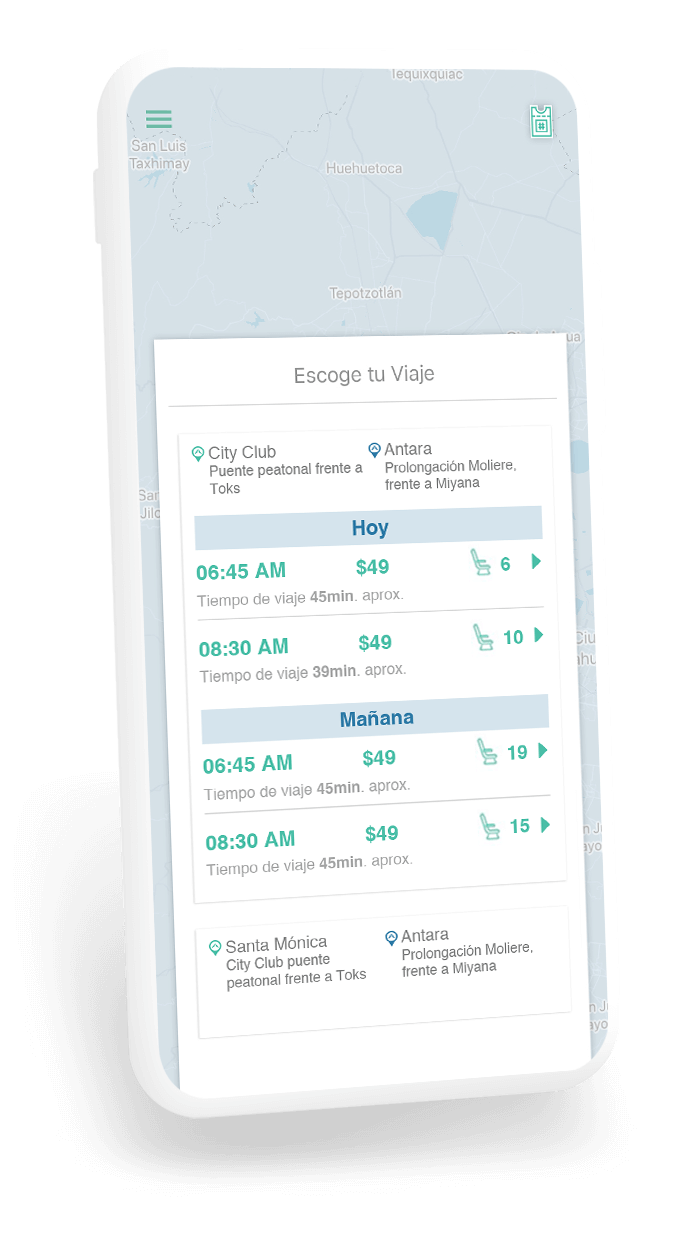 Tequixquiac
San Luis
Taxhimay
Huehuetoca
Tepotzotlán
Escoge tu Viaje
City Club
Puente peatonal frente a
Toks
Antara
Prolongación Moliere,
frente a Miyana
Hoy
06:45 AM $49 6
Tiempo de viaje 45min. aprox.
08:30 AM $49 10
Tiempo de viaje 39min. aprox.
Mañana
06:45 AM $49 19
Tiempo de viaje 45min. aprox.
08:30 AM $49 15
Tiempo de viaje 45min. aprox.
Santa Mónica
City Club puente
peatonal frente a Toks
Antara
Prolongación Moliere,
frente a Miyana